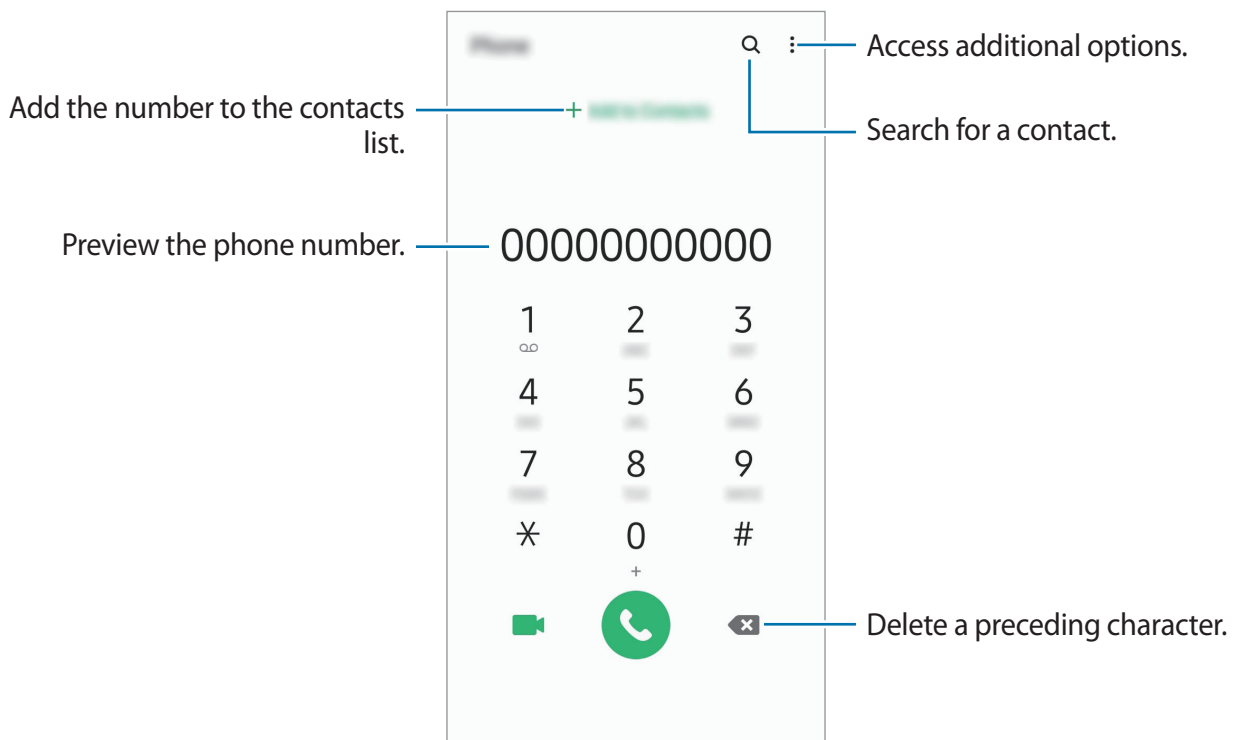 Access additional options.
Add the number to the contacts
list.
Search for a contact.
Preview the phone number.
00000000000
1 2 3
4 5 6
7 8 9
* 0 #
+
Delete a preceding character.